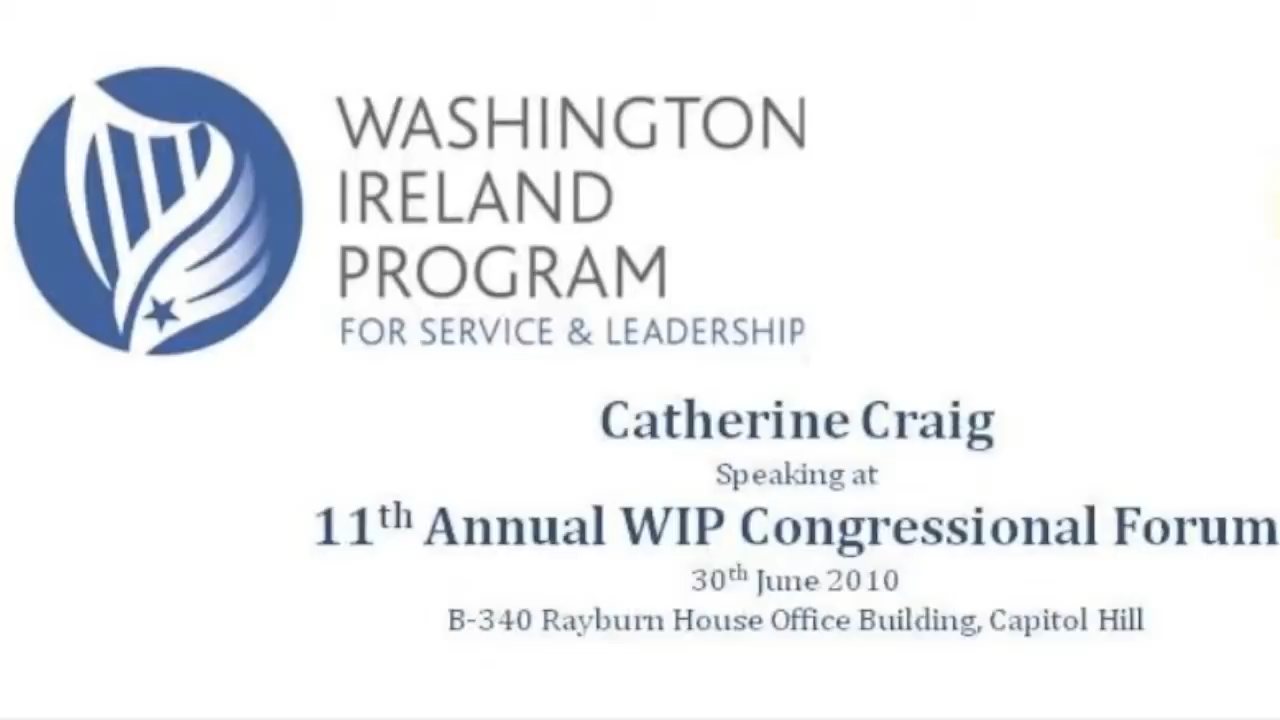 WASHINGTON
IRELAND
PROGRAM
FOR SERVICE & LEADERSHIP
Catherine Craig
Speaking at
11th Annual WIP Congressional Forum
30th June 2010
B-340 Rayburn House Office Building, Capitol Hill